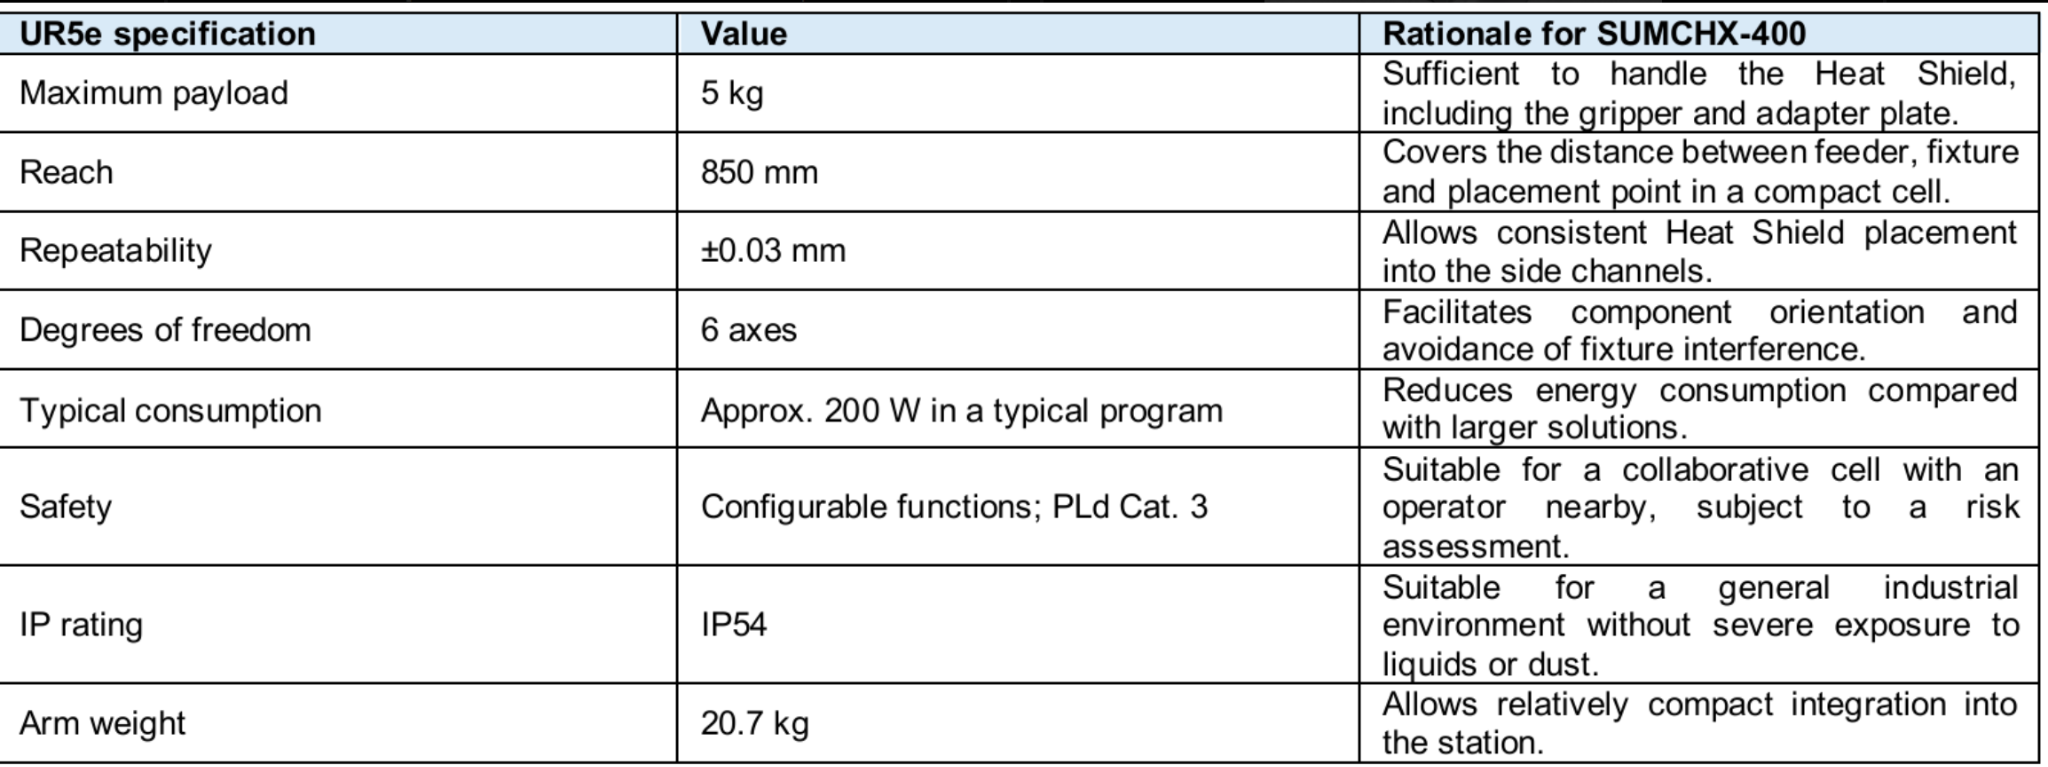 UR5e specification
Value
Rationale for SUMCHX-400
Maximum payload
5 kg
Sufficient to handle the Heat Shield,
including the gripper and adapter plate.
Reach
850 mm
Covers the distance between feeder, fixture
and placement point in a compact cell.
Repeatability
±0.03 mm
Allows consistent Heat Shield placement
into the side channels.
Degrees of freedom
6 axes
Facilitates component orientation and
avoidance of fixture interference.
Typical consumption
Approx. 200 W in a typical program
Reduces energy consumption compared
with larger solutions.
Safety
Configurable functions; PLd Cat. 3
Suitable for a collaborative cell with an
operator nearby, subject to a risk
assessment.
IP rating
IP54
Suitable for a general industrial
environment without severe exposure to
liquids or dust.
Arm weight
20.7 kg
Allows relatively compact integration into
the station.